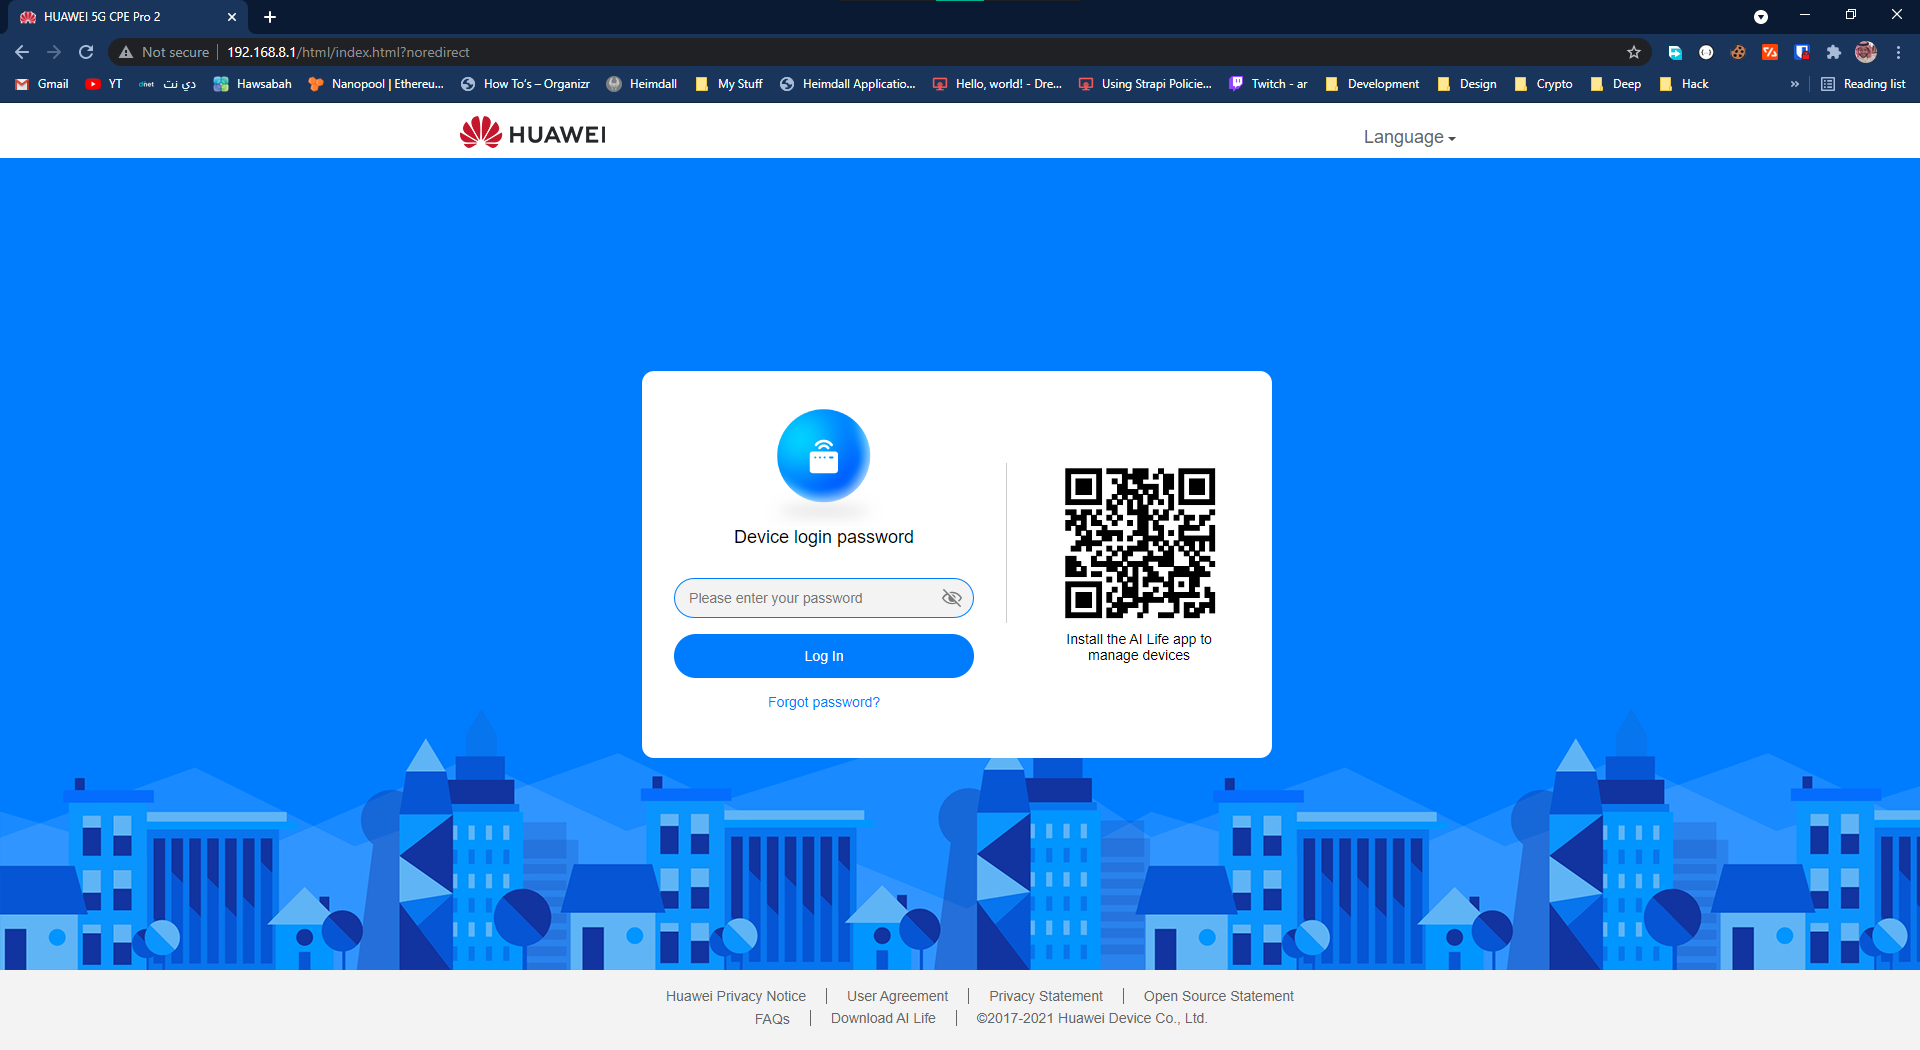 HUAWEI 5G CPE Pro 2
Not secure 192.168.8.1/html/index.html?noredirect
Gmail YT dnet دي نت Hawsabah Nanopool | Ethereu... How To's – Organizr Heimdall My Stuff Heimdall Applicatio... Hello, world! - Dre... Using Strapi Policie... Twitch - ar Development Design Crypto Deep Hack » Reading list
HUAWEI
Language
Device login password
Please enter your password
Log In
Forgot password?
Install the AI Life app to
manage devices
Huawei Privacy Notice | User Agreement | Privacy Statement | Open Source Statement
FAQs | Download AI Life | ©2017-2021 Huawei Device Co., Ltd.